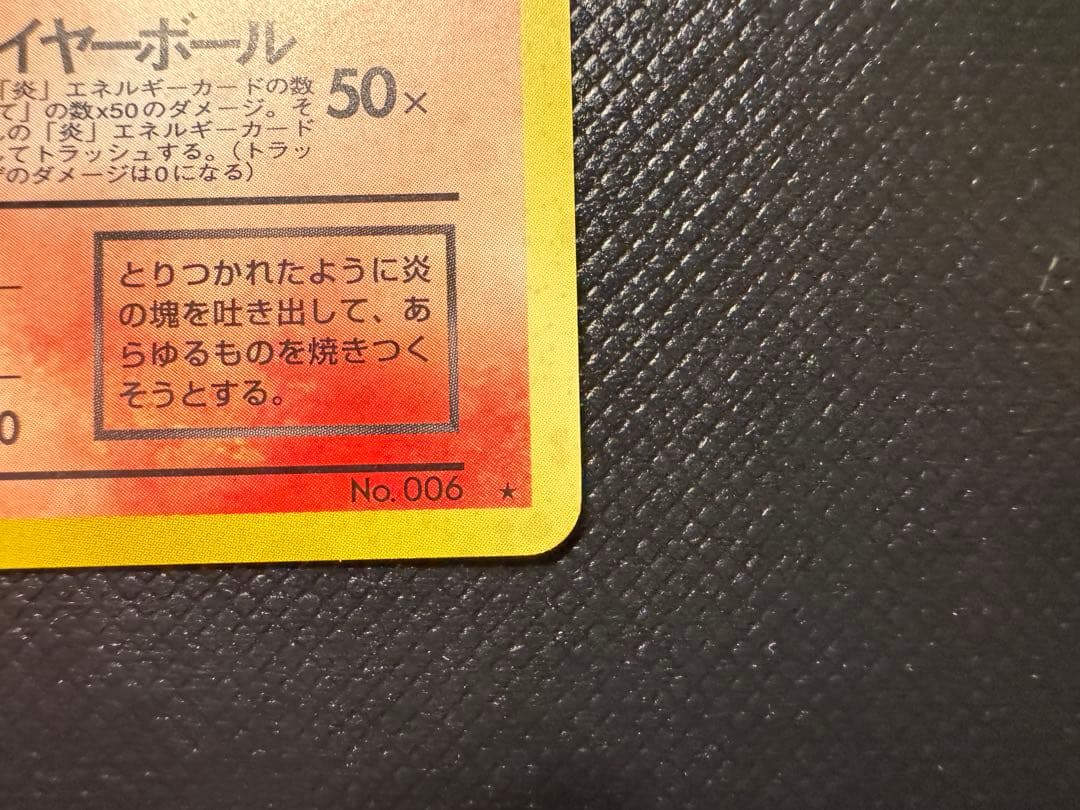 イヤーボール
「炎」エネルギーカードの数
て」の数x50のダメージ。そ
の「炎」エネルギーカード
してトラッシュする。(トラッ
のダメージは0になる)
50×
とりつかれたように炎
の塊を吐き出して、あ
らゆるものを焼きつく
そうとする。
0
No. 006 ★